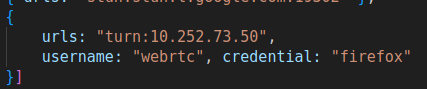 {
urls: "turn:10.252.73.50",
username: "webrtc", credential: "firefox"
}]